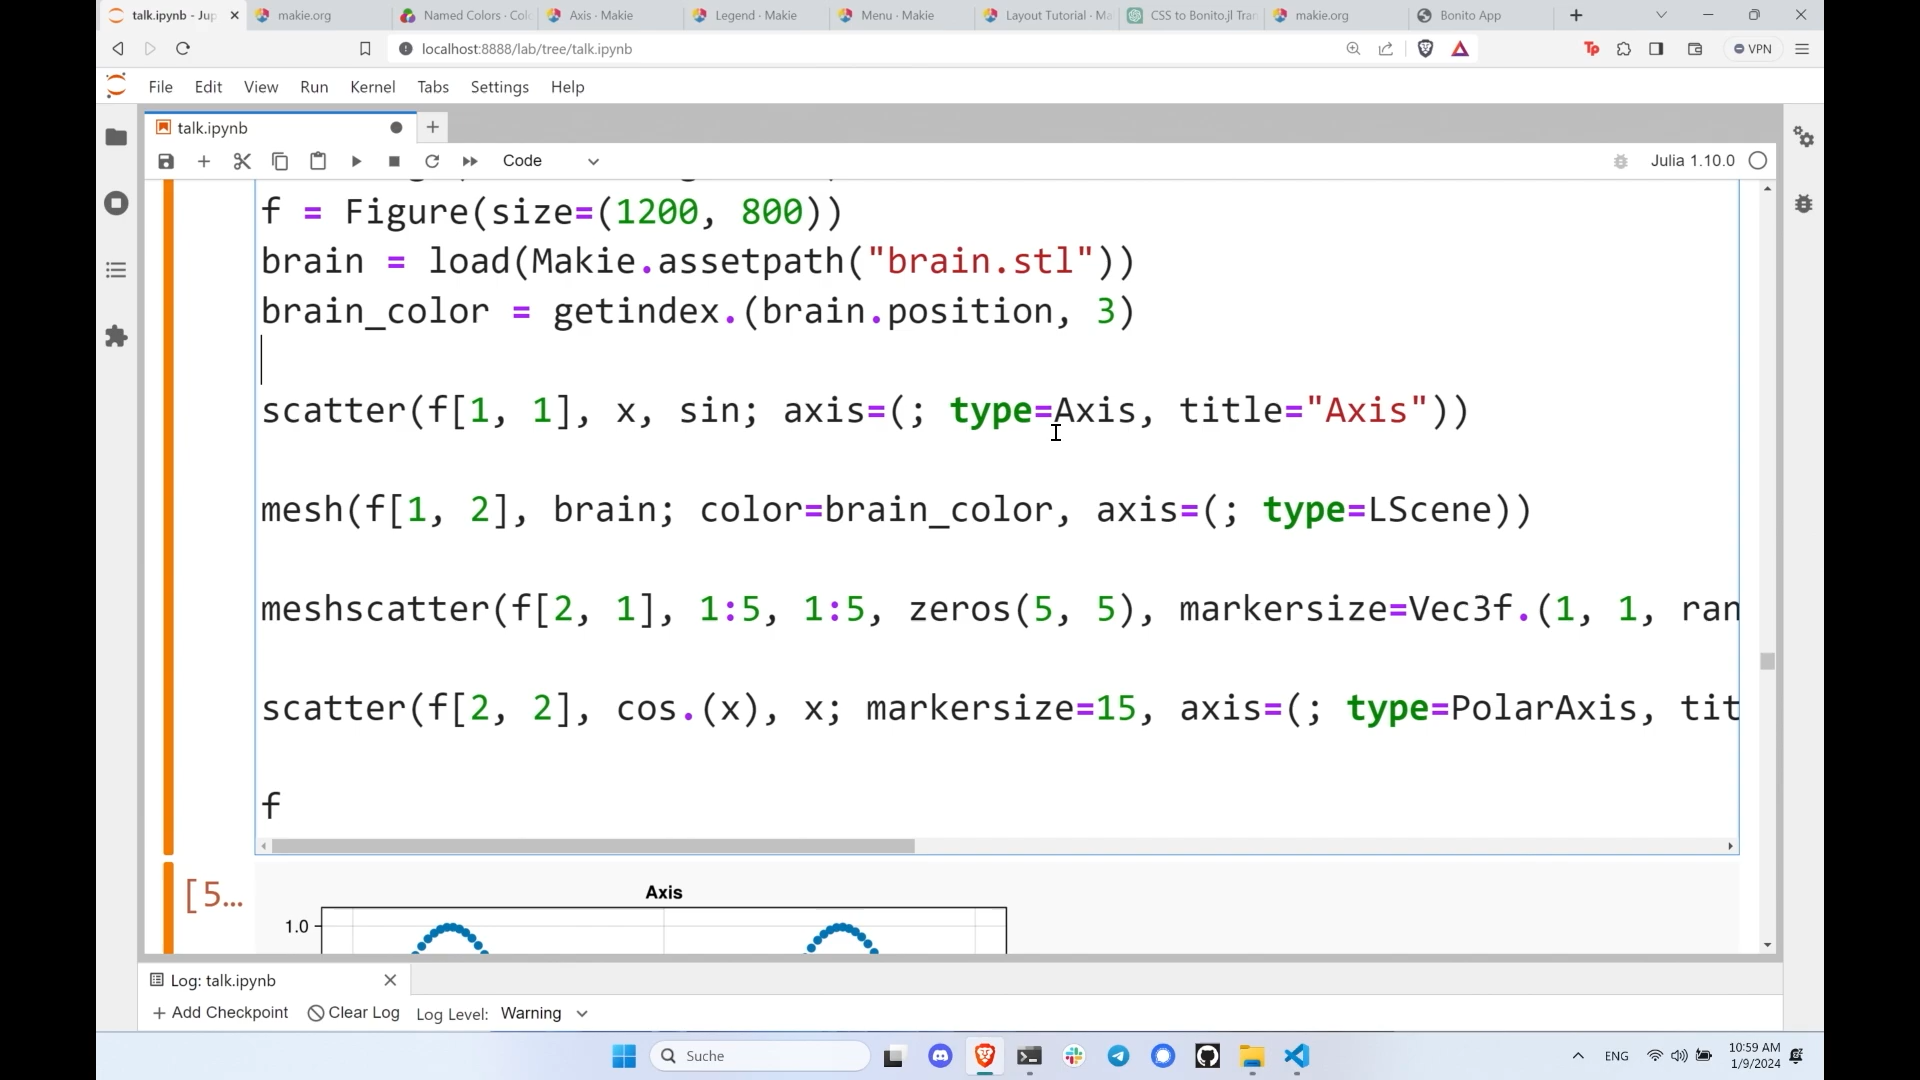 talk.ipynb - Jup
makie.org
Named Colors · Col
Axis · Makie
Legend · Makie
Menu · Makie
Layout Tutorial · Ma
CSS to Bonito.jl Tran
makie.org
Bonito App
localhost:8888/lab/tree/talk.ipynb
Tp
VPN
File Edit View Run Kernel Tabs Settings Help
talk.ipynb
Code
Julia 1.10.0
f = Figure(size=(1200, 800))
brain = load(Makie.assetpath("brain.stl"))
brain_color = getindex.(brain.position, 3)
scatter(f[1, 1], x, sin; axis=(; type=Axis, title="Axis"))
mesh(f[1, 2], brain; color=brain_color, axis=(; type=LScene))
meshscatter(f[2, 1], 1:5, 1:5, zeros(5, 5), markersize=Vec3f.(1, 1, ran
scatter(f[2, 2], cos.(x), x; markersize=15, axis=(; type=PolarAxis, tit
f
[5…
Axis
1.0
Log: talk.ipynb
Add Checkpoint Clear Log Log Level: Warning
Suche
ENG
10:59 AM
1/9/2024